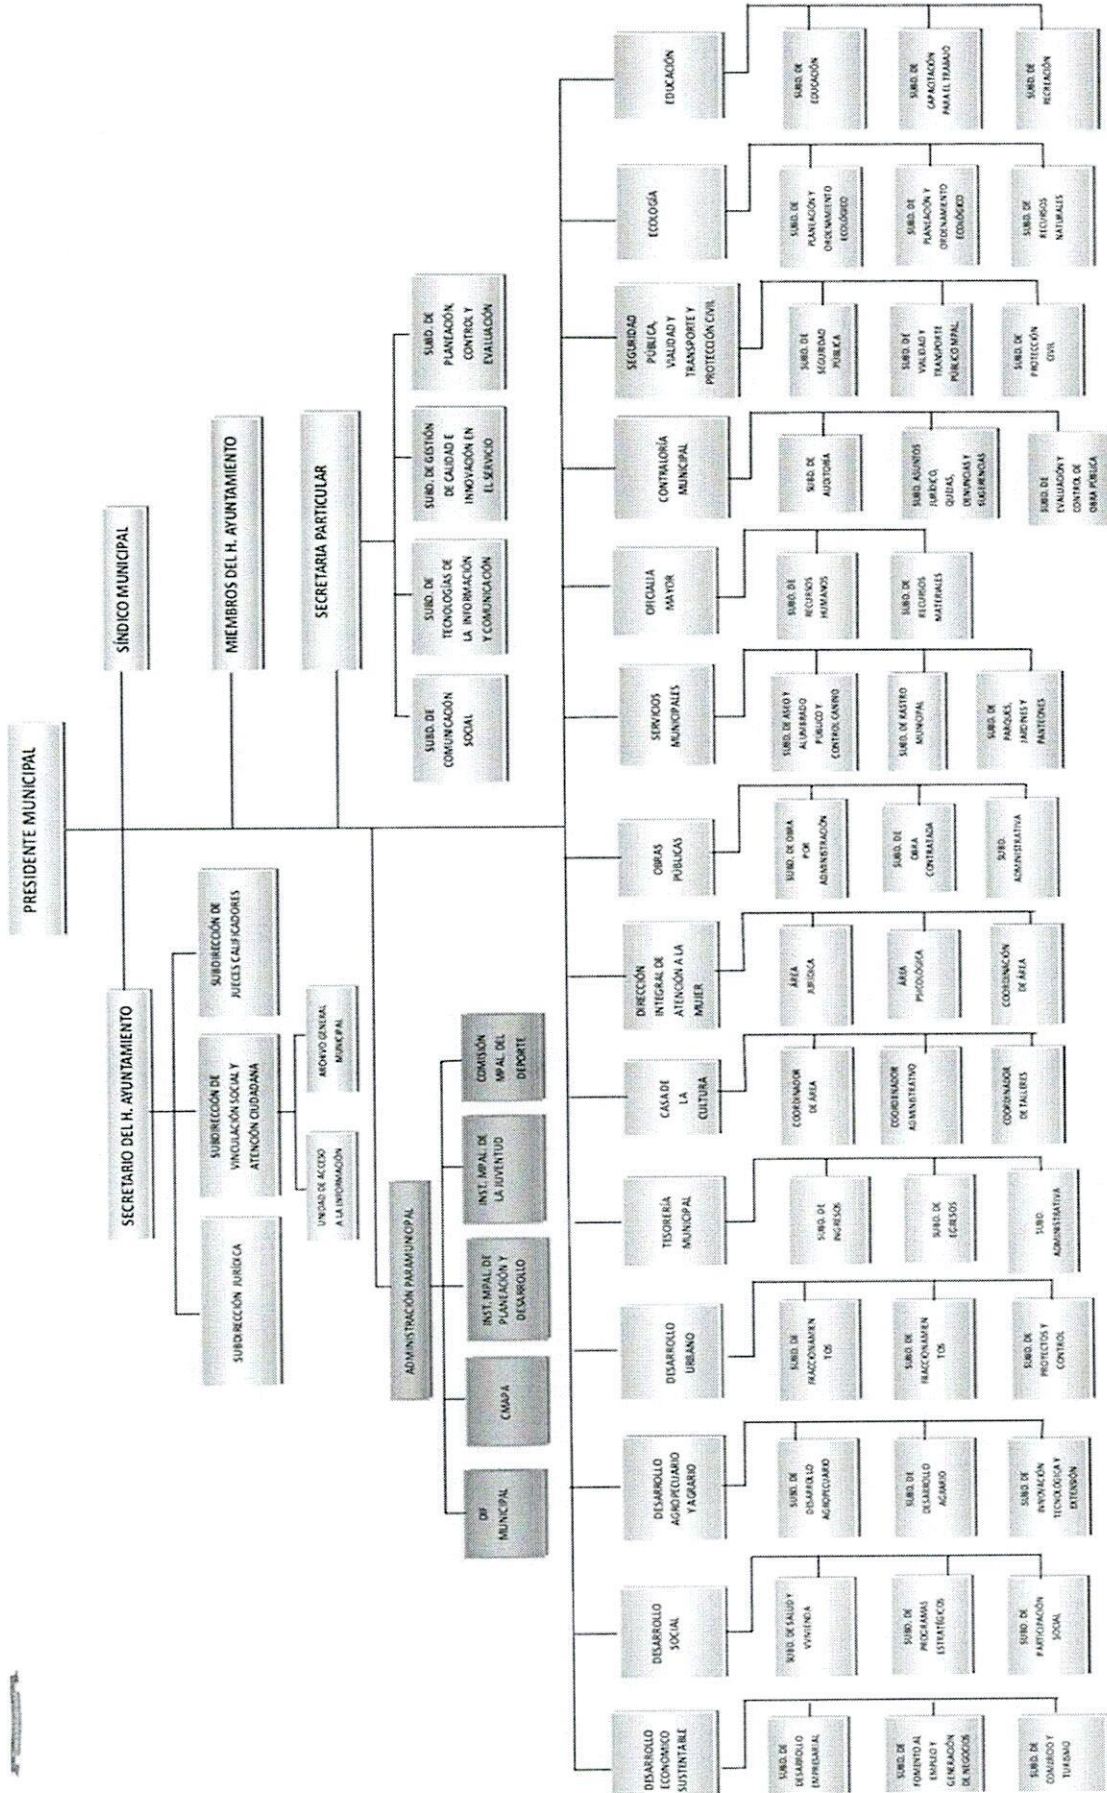 PRESIDENTE MUNICIPAL
SÍNDICO MUNICIPAL
MIEMBROS DEL H. AYUNTAMIENTO
SECRETARIA PARTICULAR
SUBD. DE
COMUNICACIÓN
SOCIAL
SUBD. DE
TECNOLOGÍAS DE
LA INFORMACIÓN
Y COMUNICACIÓN
SUBD. DE GESTIÓN
DE CALIDAD E
INNOVACIÓN EN
EL SERVICIO
SUBD. DE
PLANEACIÓN,
CONTROL Y
EVALUACIÓN
SECRETARIO DEL H. AYUNTAMIENTO
SUBDIRECCIÓN JURÍDICA
SUBDIRECCIÓN DE
VINCULACIÓN SOCIAL Y
ATENCIÓN CIUDADANA
SUBDIRECCIÓN DE
JUECES CALIFICADORES
UNIDAD DE ACCESO
A LA INFORMACIÓN
ARCHIVO GENERAL
MUNICIPAL
ADMINISTRACIÓN PARAMUNICIPAL
DIF
MUNICIPAL
CMAPA
INST. MPAL. DE
PLANEACIÓN Y
DESARROLLO
INST. MPAL. DE
LA JUVENTUD
COMISIÓN
MPAL. DEL
DEPORTE
DESARROLLO
ECONOMICO
SUSTENTABLE
SUBD. DE
DESARROLLO
EMPRESARIAL
SUBD. DE
FOMENTO AL
EMPLEO Y
GENERACIÓN
DE NEGOCIOS
SUBD. DE
COMERCIO Y
TURISMO
DESARROLLO
SOCIAL
SUBD. DE SALUD Y
VIVIENDA
SUBD. DE
PROGRAMAS
ESTRATÉGICOS
SUBD. DE
PARTICIPACIÓN
SOCIAL
DESARROLLO
AGROPECUARIO
Y AGRARIO
SUBD. DE
DESARROLLO
AGROPECUARIO
SUBD. DE
DESARROLLO
AGRARIO
SUBD. DE
INNOVACIÓN
TECNOLÓGICA Y
EXTENSIÓN
DESARROLLO
URBANO
SUBD. DE
FRACCIONAMIEN
TOS
SUBD. DE
FRACCIONAMIEN
TOS
SUBD. DE
PROYECTOS Y
CONTROL
TESORERÍA
MUNICIPAL
SUBD. DE
INGRESOS
SUBD. DE
EGRESOS
SUBD.
ADMINISTRATIVA
CASA DE
LA
CULTURA
COORDINADOR
DE ÁREA
COORDINADOR
ADMINISTRATIVO
COORDINADOR
DE TALLERES
DIRECCIÓN
INTEGRAL DE
ATENCIÓN A LA
MUJER
ÁREA
JURÍDICA
ÁREA
PSICOLÓGICA
COORDINACIÓN
DE ÁREA
OBRAS
PÚBLICAS
SUBD. DE OBRA
POR
ADMINISTRACIÓN
SUBD. DE
OBRA
CONTRATADA
SUBD.
ADMINISTRATIVA
SERVICIOS
MUNICIPALES
SUBD. DE ASEO Y
ALUMBRADO
PÚBLICO Y
CONTROL CANINO
SUBD. DE RASTRO
MUNICIPAL
SUBD. DE
PARQUES,
JARDINES Y
PANTEONES
OFICIALIA
MAYOR
SUBD. DE
RECURSOS
HUMANOS
SUBD. DE
RECURSOS
MATERIALES
CONTRALORÍA
MUNICIPAL
SUBD. DE
AUDITORIA
SUBD. ASUNTOS
JURÍDICO,
QUEJAS,
DENUNCIAS Y
SUGERENCIAS
SUBD. DE
EVALUACIÓN Y
CONTROL DE
OBRA PÚBLICA
SEGURIDAD
PÚBLICA,
VIALIDAD Y
TRANSPORTE Y
PROTECCIÓN CIVIL
SUBD. DE
SEGURIDAD
PÚBLICA
SUBD. DE
VIALIDAD Y
TRANSPORTE
PÚBLICO MPAL.
SUBD. DE
PROTECCIÓN
CIVIL
ECOLOGÍA
SUBD. DE
PLANEACIÓN Y
ORDENAMIENTO
ECOLÓGICO
SUBD. DE
PLANEACIÓN Y
ORDENAMIENTO
ECOLÓGICO
SUBD. DE
RECURSOS
NATURALES
EDUCACIÓN
SUBD. DE
EDUCACIÓN
SUBD. DE
CAPACITACIÓN
PARA EL TRABAJO
SUBD. DE
RECREACIÓN